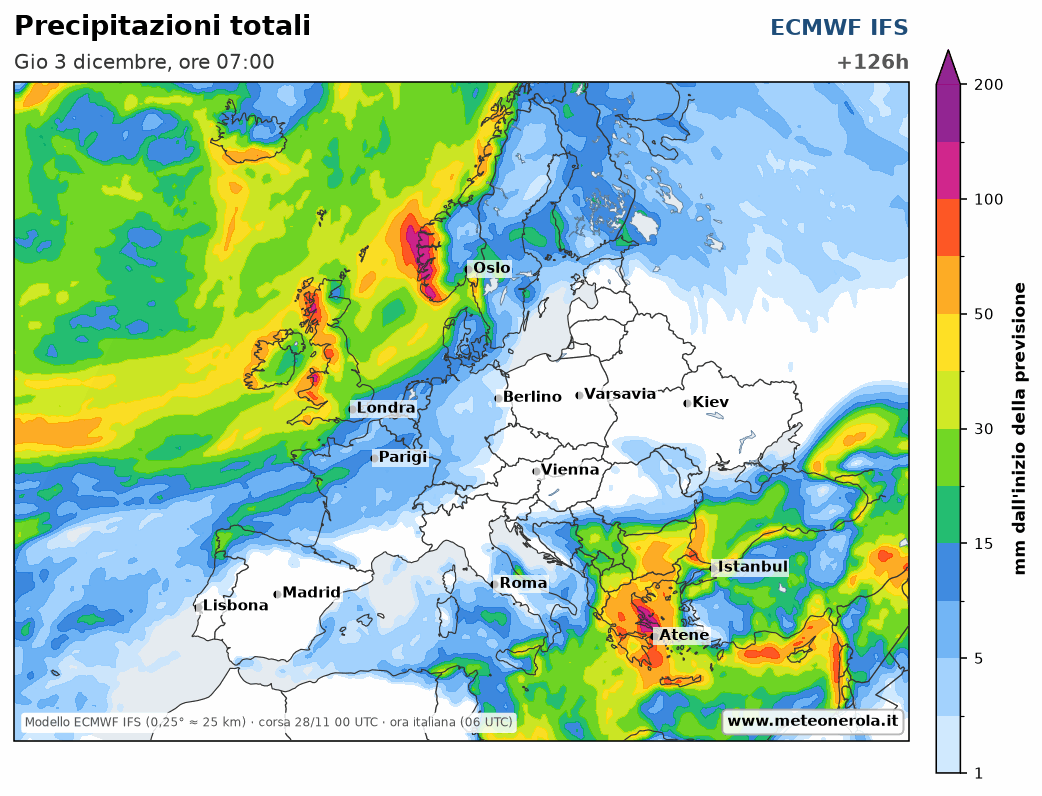 Precipitazioni totali
ECMWF IFS
Gio 3 dicembre, ore 07:00
+126h
200
100
50
30
15
5
1
mm dall'inizio della previsione
Oslo
Londra
Berlino
Varsavia
Kiev
Parigi
Vienna
Istanbul
Roma
Madrid
Lisbona
Atene
Modello ECMWF IFS (0,25° ≈ 25 km) · corsa 28/11 00 UTC · ora italiana (06 UTC)
www.meteonerola.it